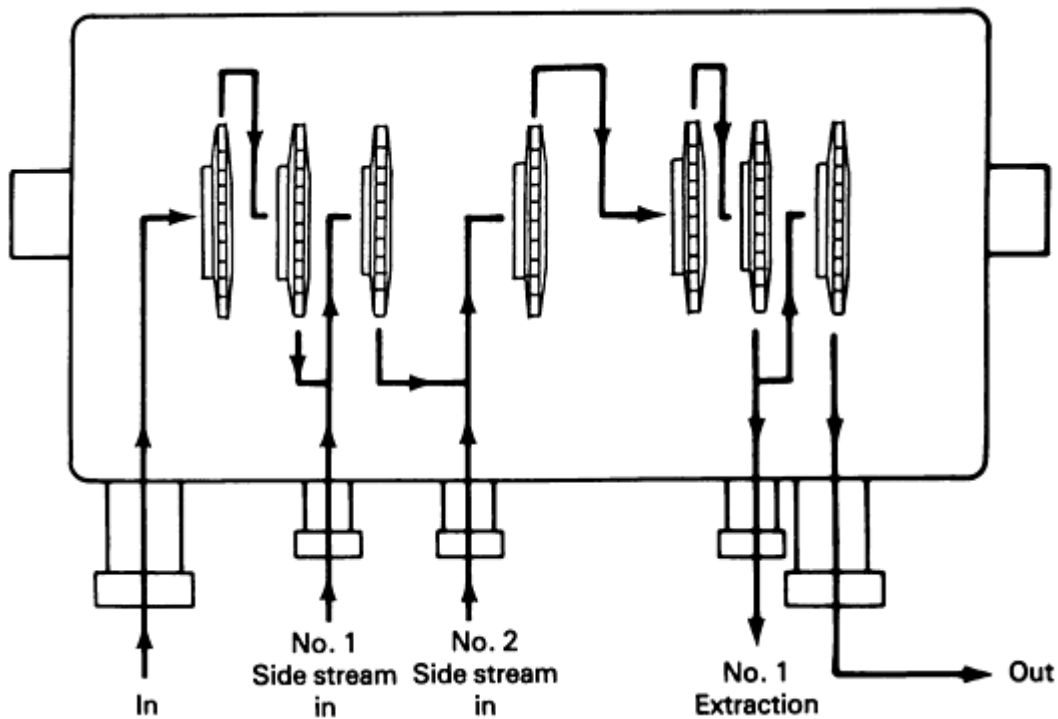 In
No. 1
Side stream
in
No. 2
Side stream
in
No. 1
Extraction
Out